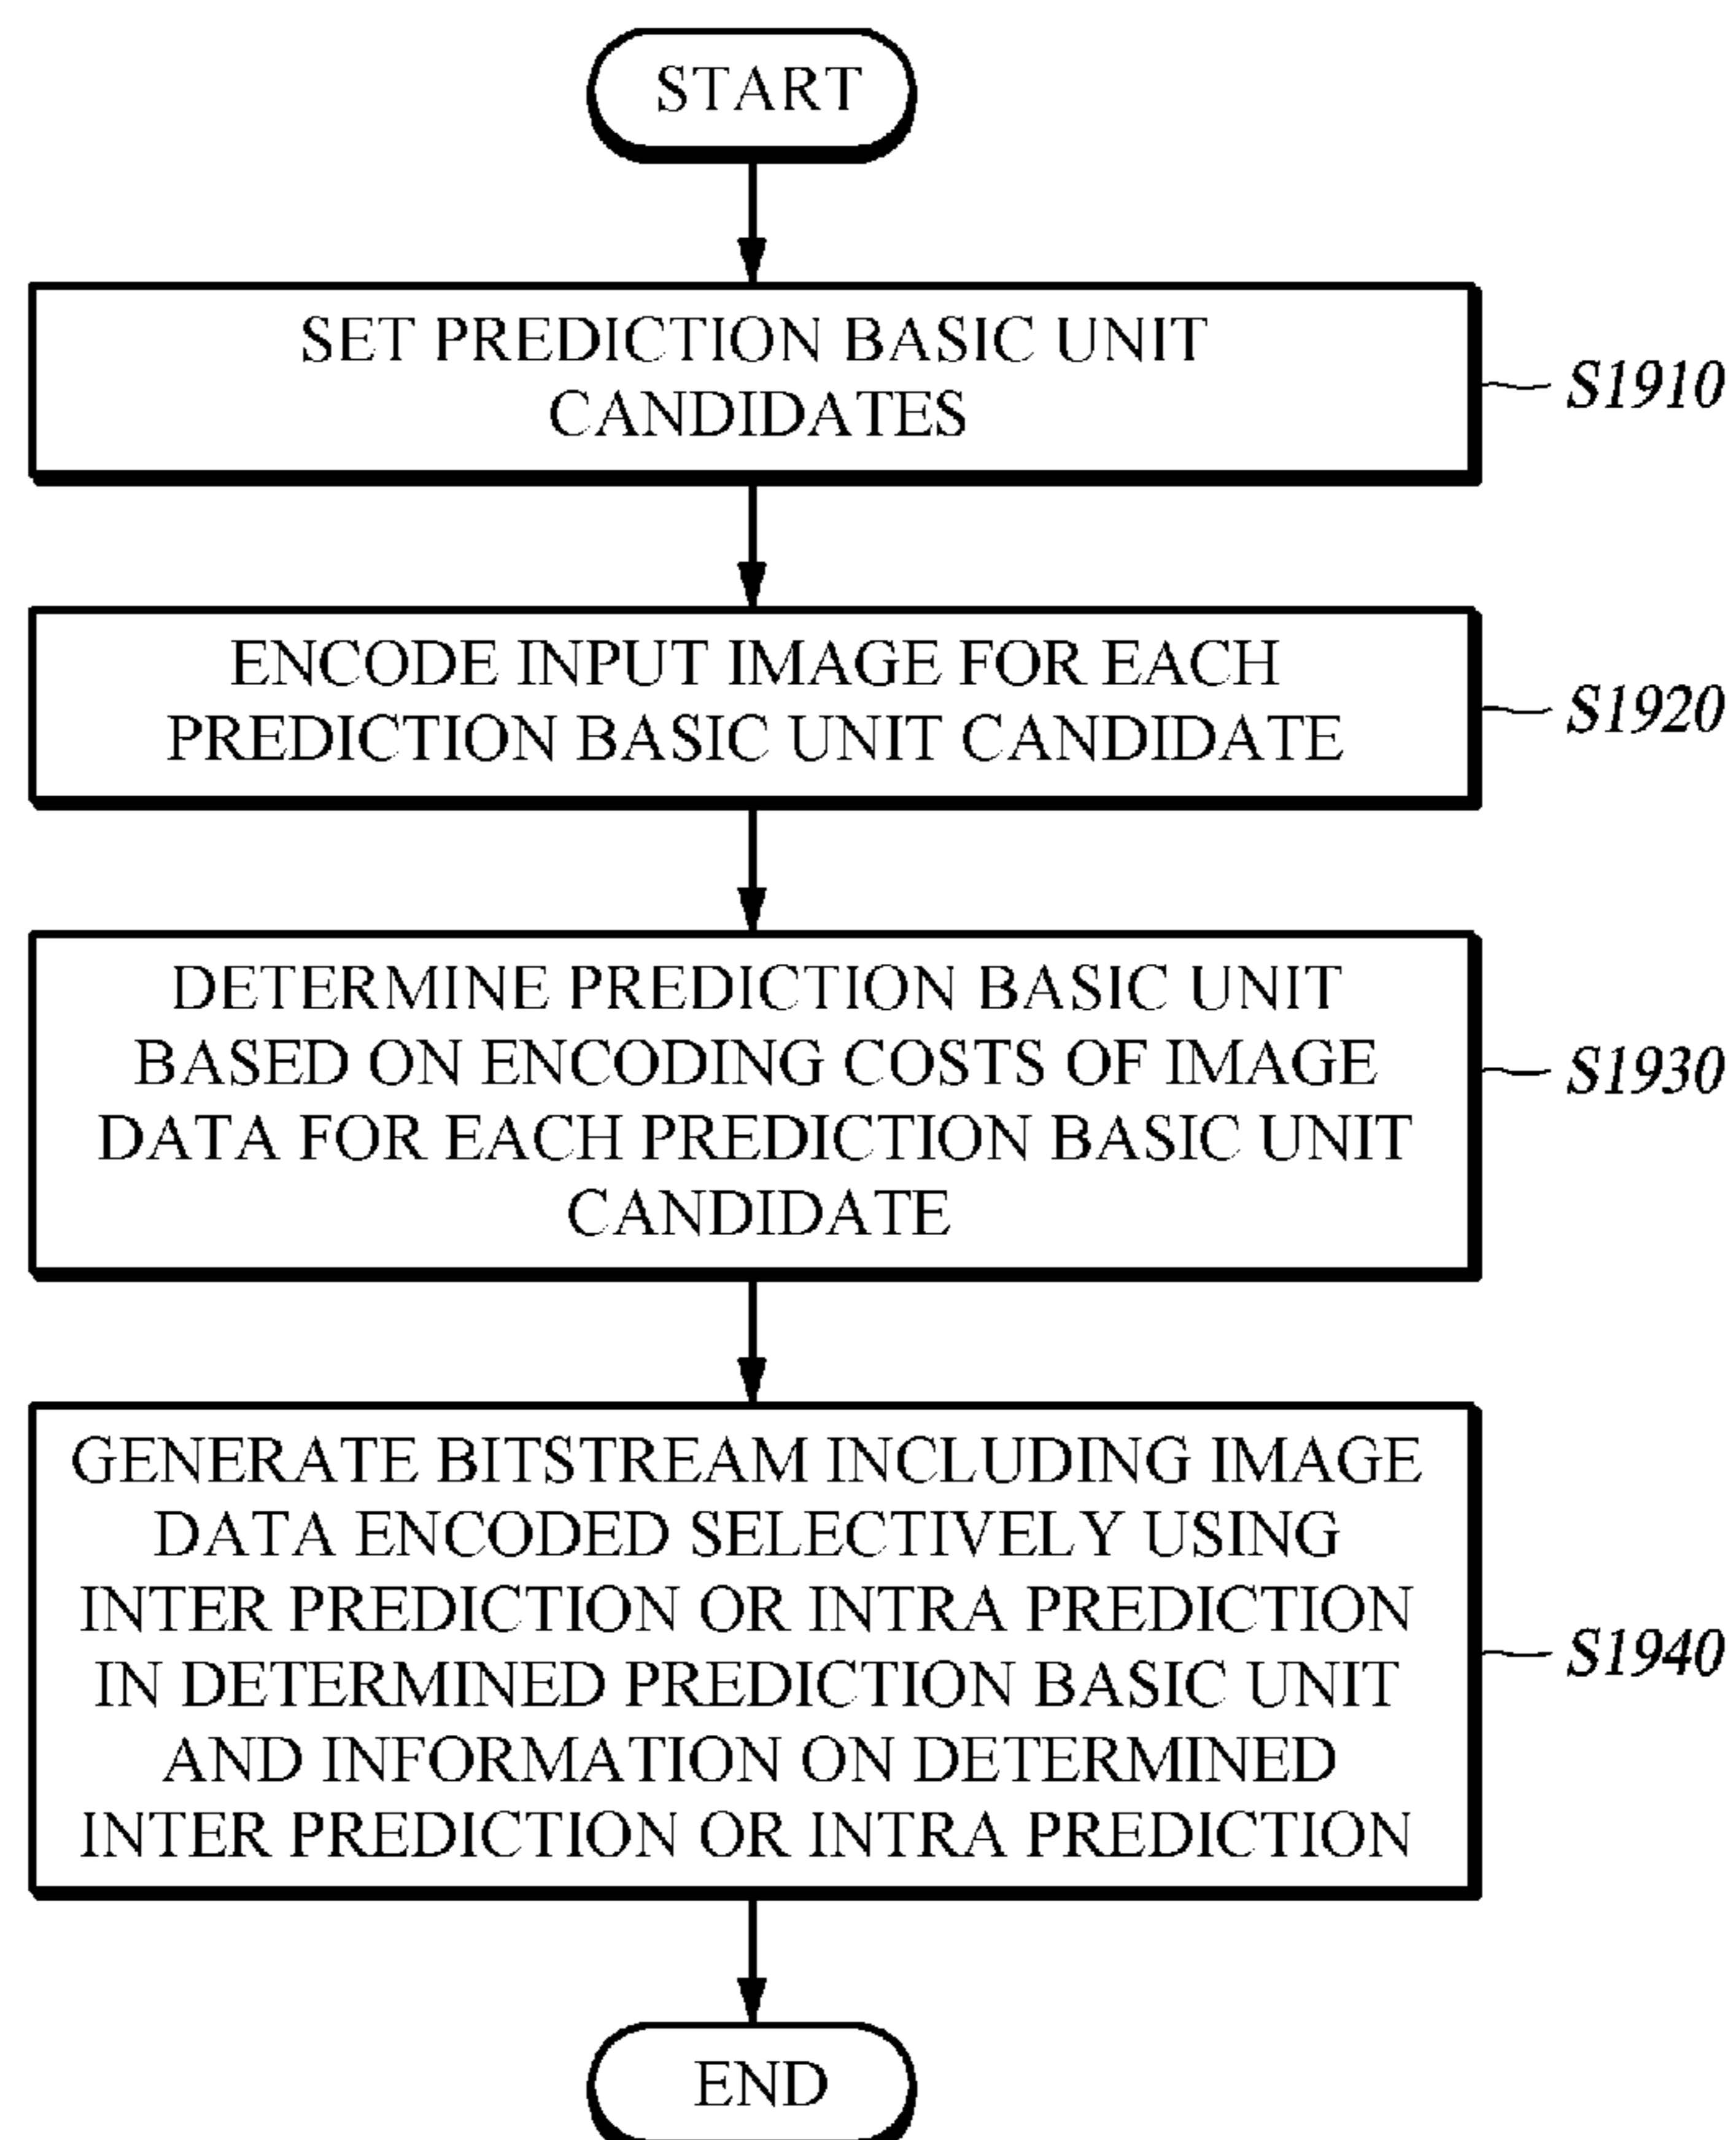 START
SET PREDICTION BASIC UNIT
CANDIDATES
S1910
ENCODE INPUT IMAGE FOR EACH
PREDICTION BASIC UNIT CANDIDATE
S1920
DETERMINE PREDICTION BASIC UNIT
BASED ON ENCODING COSTS OF IMAGE
DATA FOR EACH PREDICTION BASIC UNIT
CANDIDATE
S1930
GENERATE BITSTREAM INCLUDING IMAGE
DATA ENCODED SELECTIVELY USING
INTER PREDICTION OR INTRA PREDICTION
IN DETERMINED PREDICTION BASIC UNIT
AND INFORMATION ON DETERMINED
INTER PREDICTION OR INTRA PREDICTION
S1940
END